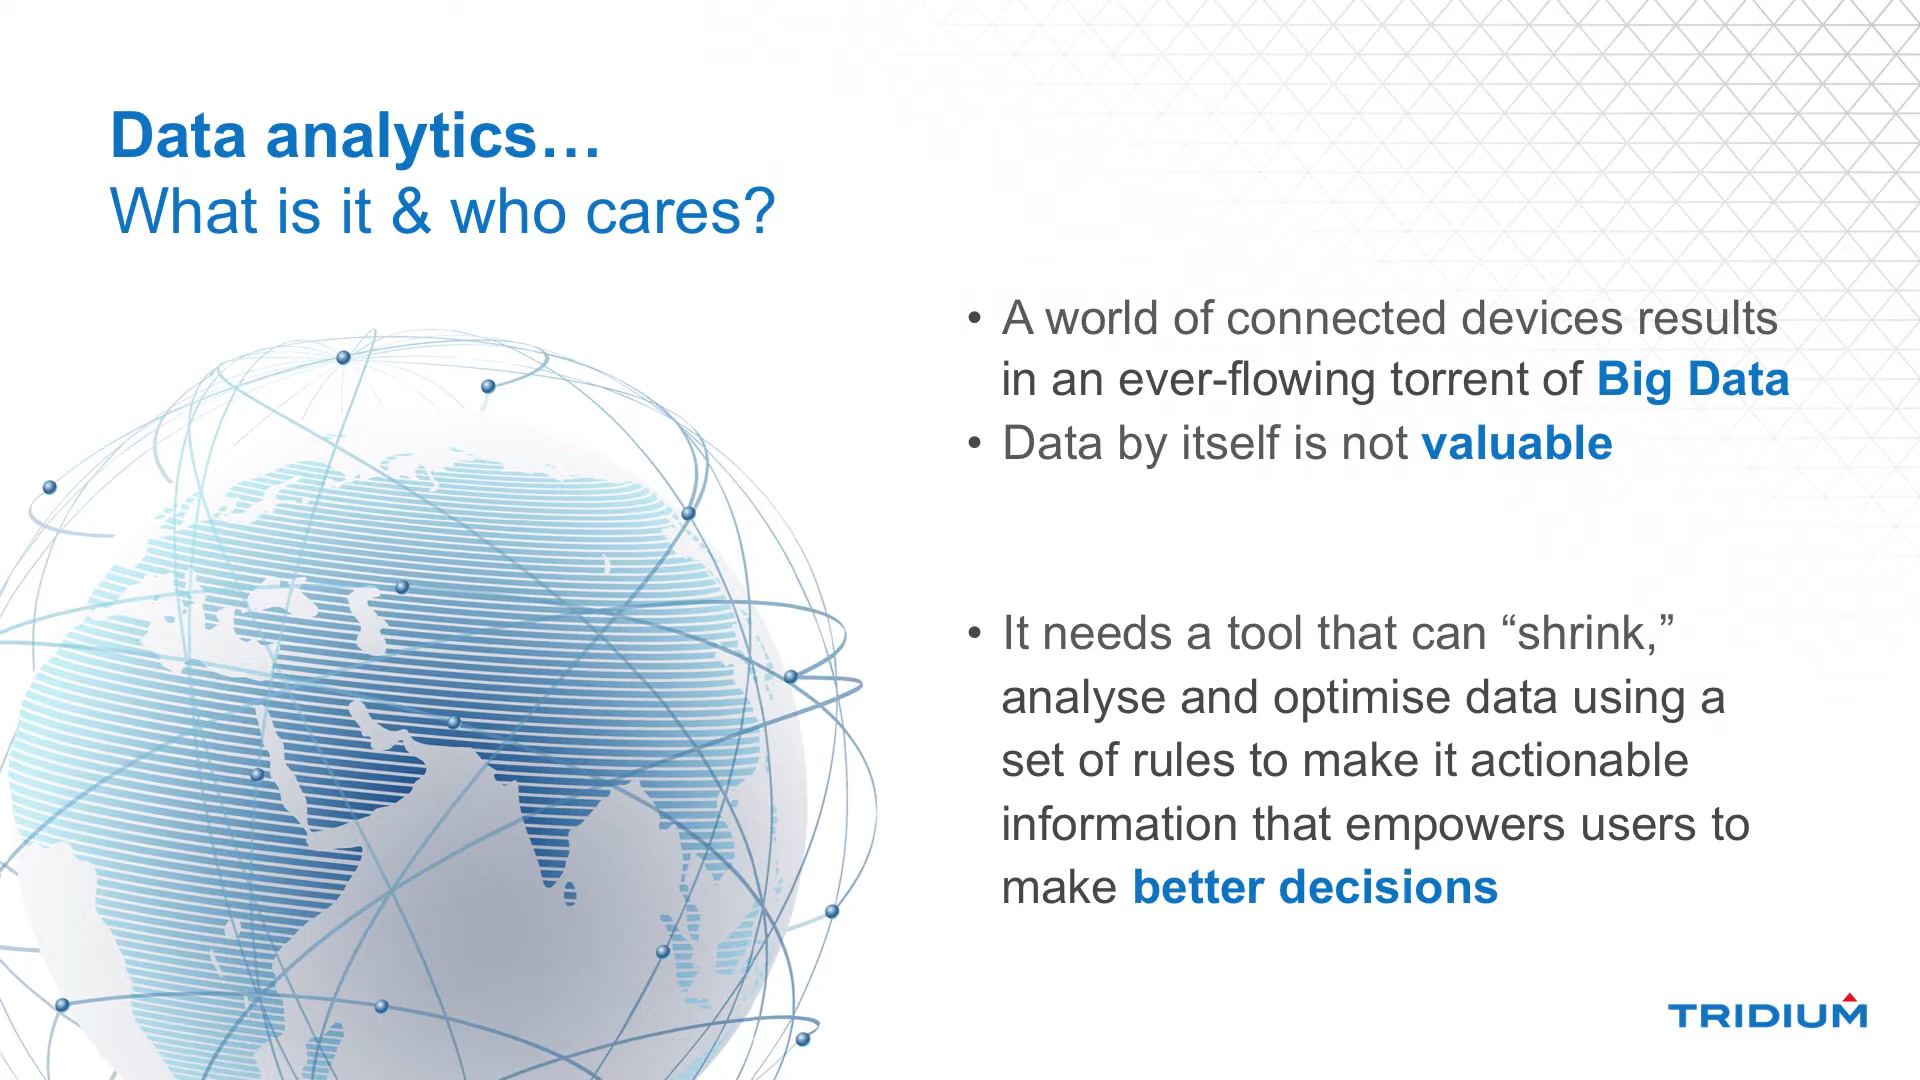 Data analytics…
What is it & who cares?
• A world of connected devices results
in an ever-flowing torrent of Big Data
• Data by itself is not valuable
• It needs a tool that can “shrink,”
analyse and optimise data using a
set of rules to make it actionable
information that empowers users to
make better decisions
TRIDIUM